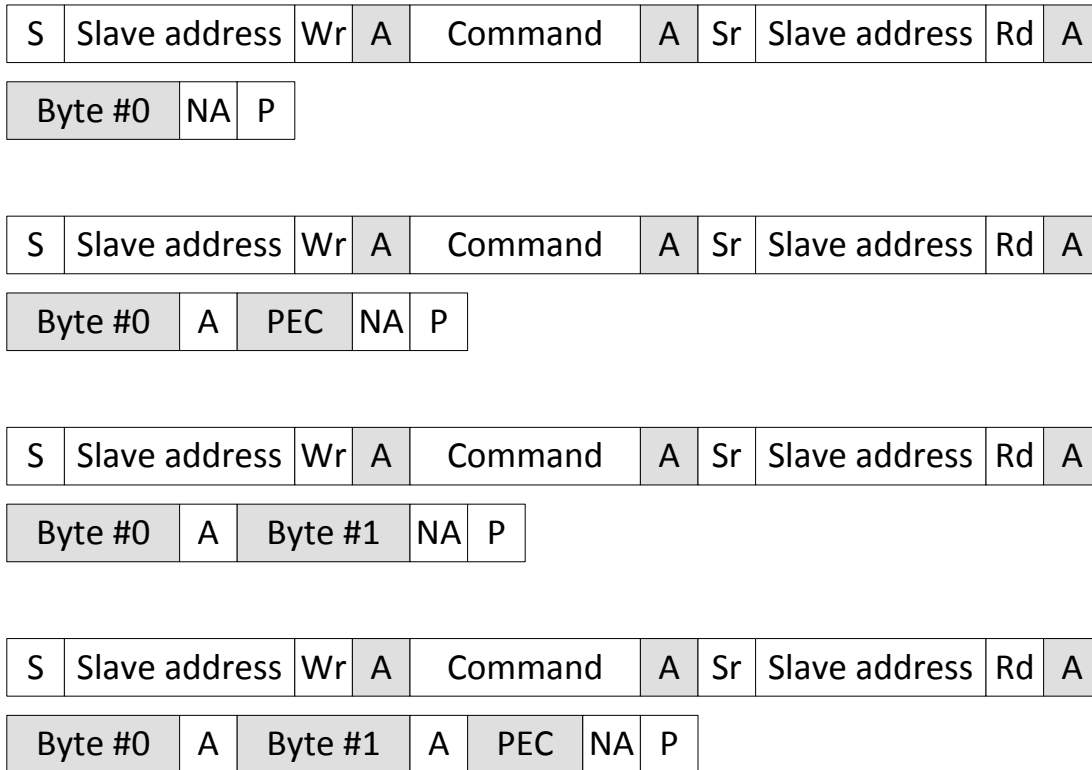 S Slave address Wr A Command A Sr Slave address Rd A
Byte #0 NA P
S Slave address Wr A Command A Sr Slave address Rd A
Byte #0 A PEC NA P
S Slave address Wr A Command A Sr Slave address Rd A
Byte #0 A Byte #1 NA P
S Slave address Wr A Command A Sr Slave address Rd A
Byte #0 A Byte #1 A PEC NA P